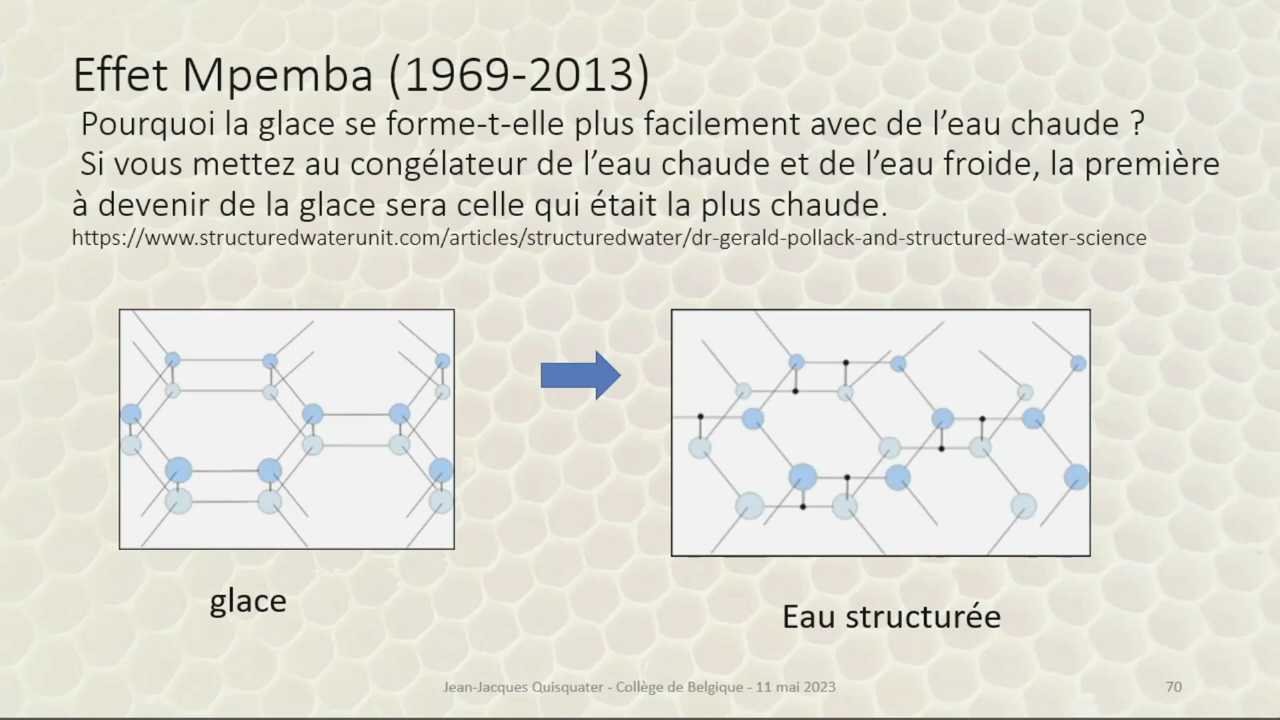 Effet Mpemba (1969-2013)
Pourquoi la glace se forme-t-elle plus facilement avec de l’eau chaude ?
Si vous mettez au congélateur de l’eau chaude et de l’eau froide, la première
à devenir de la glace sera celle qui était la plus chaude.
https://www.structuredwaterunit.com/articles/structuredwater/dr-gerald-pollack-and-structured-water-science
glace
Eau structurée
Jean-Jacques Quisquater - Collège de Belgique - 11 mai 2023
70